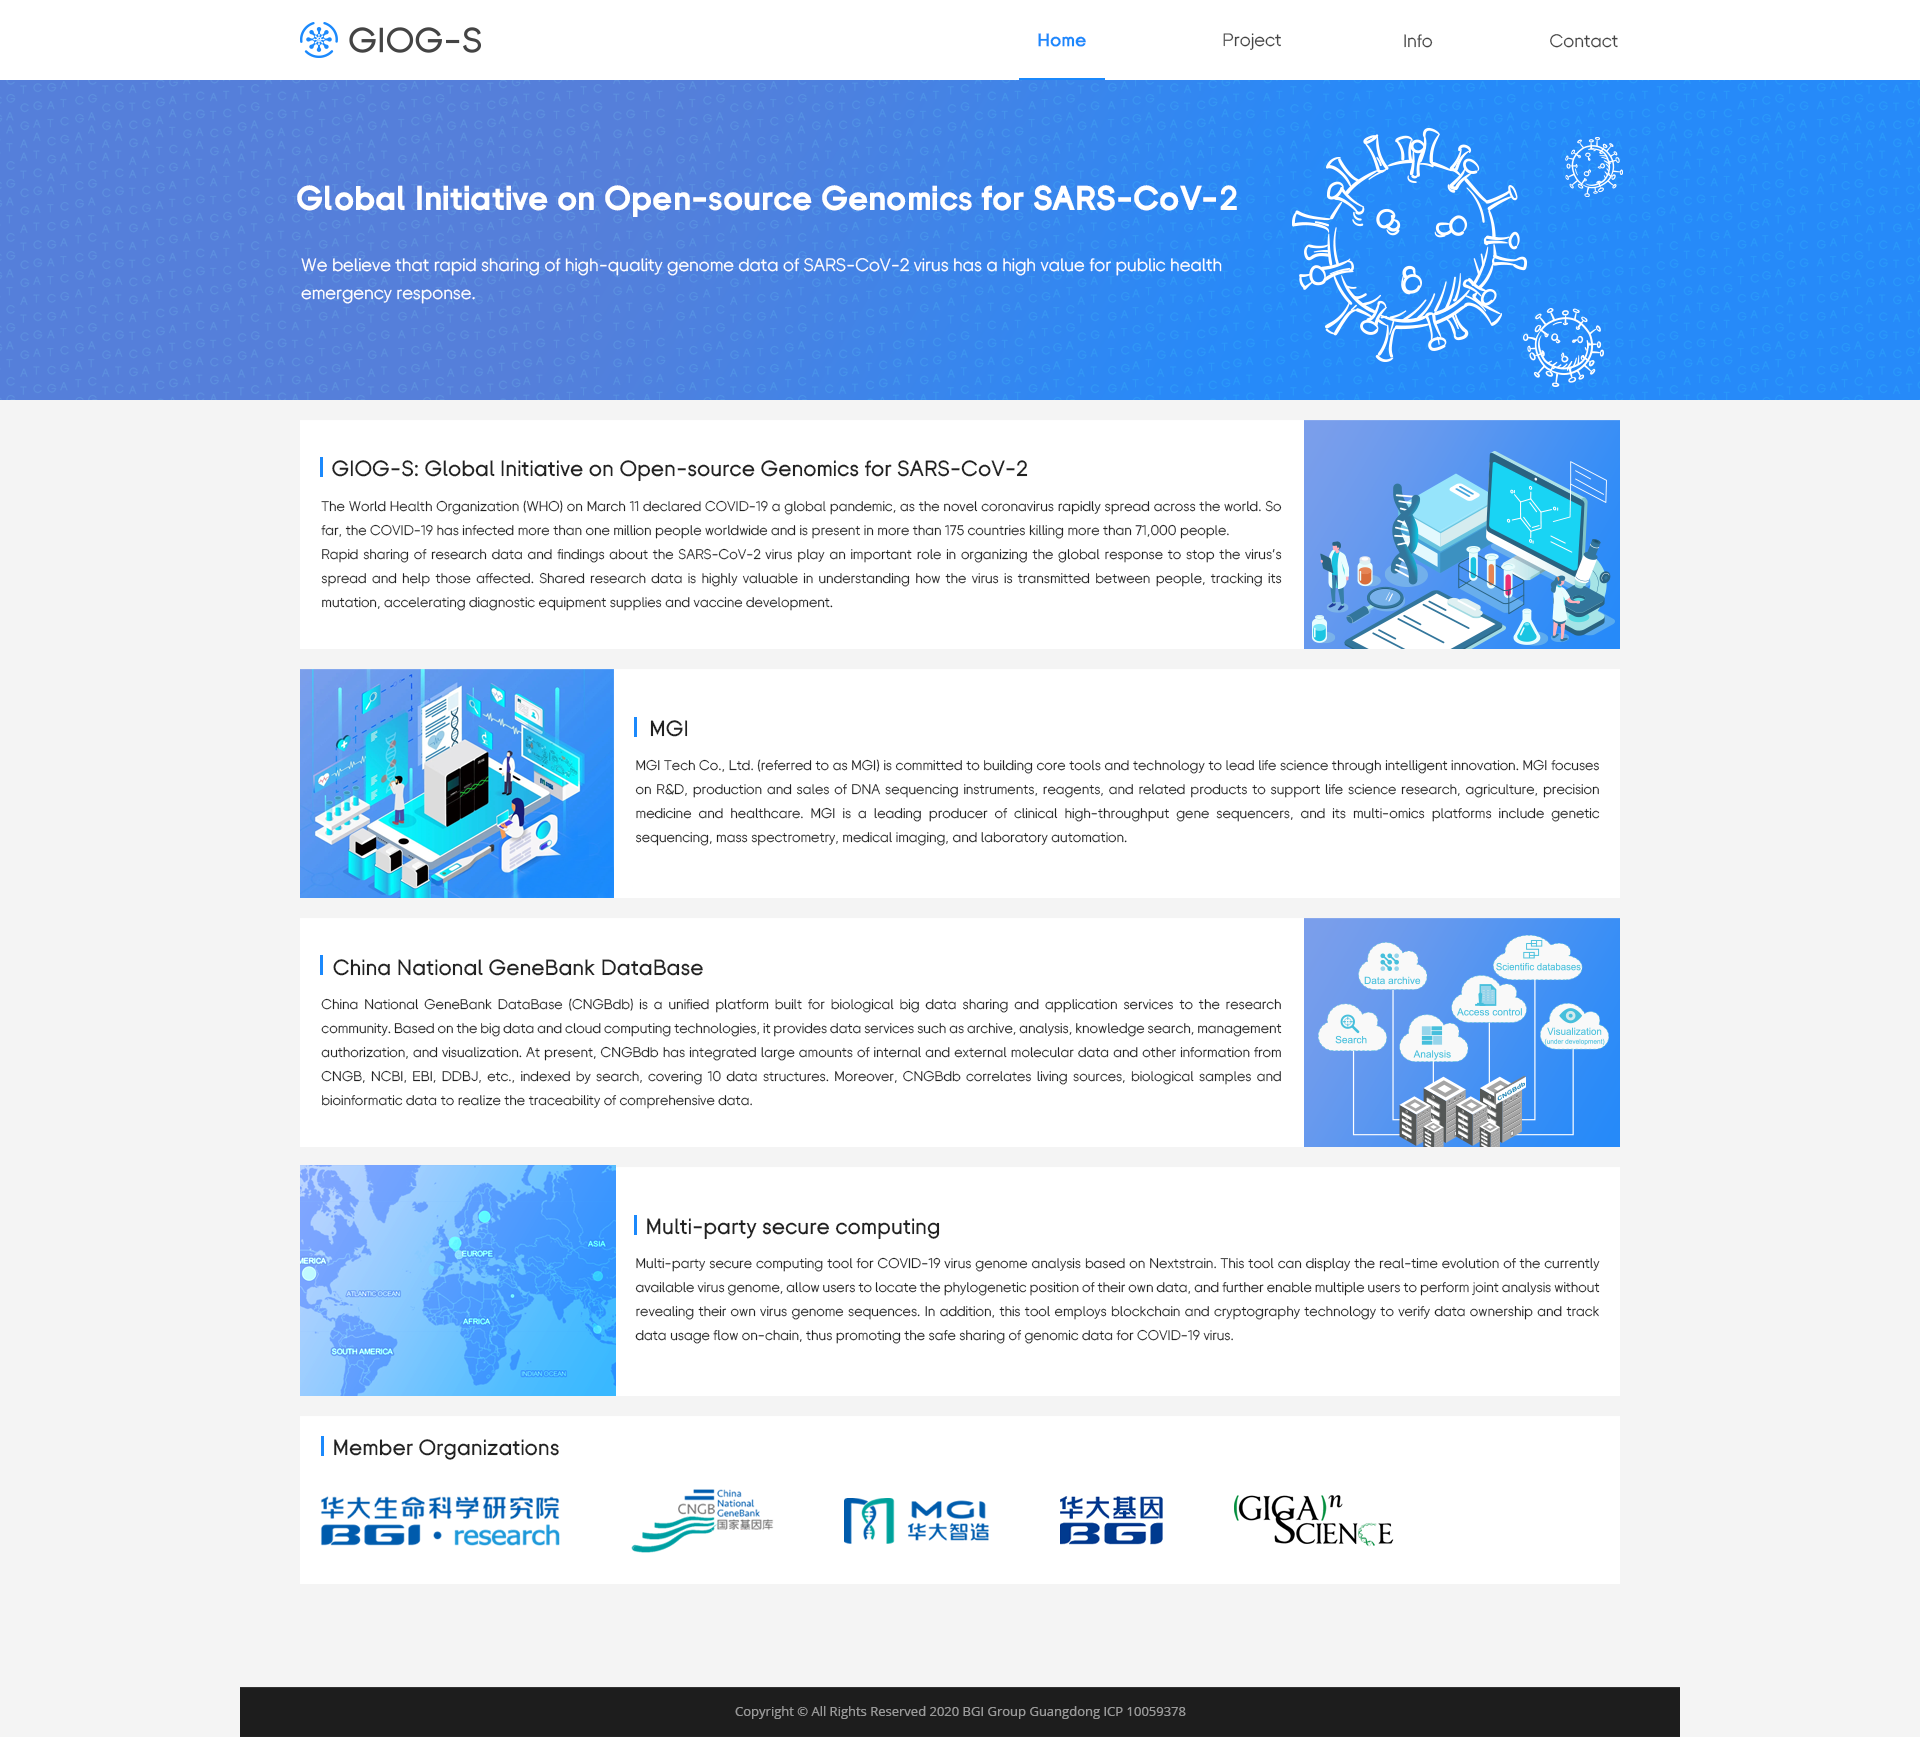 GIOG-S
Home
Project
Info
Contact
Global Initiative on Open-source Genomics for SARS-CoV-2
We believe that rapid sharing of high-quality genome data of SARS-CoV-2 virus has a high value for public health
emergency response.
GIOG-S: Global Initiative on Open-source Genomics for SARS-CoV-2
The World Health Organization (WHO) on March 11 declared COVID-19 a global pandemic, as the novel coronavirus rapidly spread across the world. So
far, the COVID-19 has infected more than one million people worldwide and is present in more than 175 countries killing more than 71,000 people.
Rapid sharing of research data and findings about the SARS-CoV-2 virus play an important role in organizing the global response to stop the virus's
spread and help those affected. Shared research data is highly valuable in understanding how the virus is transmitted between people, tracking its
mutation, accelerating diagnostic equipment supplies and vaccine development.
MGI
MGI Tech Co., Ltd. (referred to as MGI) is committed to building core tools and technology to lead life science through intelligent innovation. MGI focuses
on R&D, production and sales of DNA sequencing instruments, reagents, and related products to support life science research, agriculture, precision
medicine and healthcare. MGI is a leading producer of clinical high-throughput gene sequencers, and its multi-omics platforms include genetic
sequencing, mass spectrometry, medical imaging, and laboratory automation.
China National GeneBank DataBase
China National GeneBank DataBase (CNGBdb) is a unified platform built for biological big data sharing and application services to the research
community. Based on the big data and cloud computing technologies, it provides data services such as archive, analysis, knowledge search, management
authorization, and visualization. At present, CNGBdb has integrated large amounts of internal and external molecular data and other information from
CNGB, NCBI, EBI, DDBJ, etc., indexed by search, covering 10 data structures. Moreover, CNGBdb correlates living sources, biological samples and
bioinformatic data to realize the traceability of comprehensive data.
Scientific databases
Data archive
Access control
Visualization
(under development)
Search
Analysis
CNGBdb
EUROPE
ASIA
MERICA
ATLANTIC OCEAN
AFRICA
SOUTH AMERICA
INDIAN OCEAN
Multi-party secure computing
Multi-party secure computing tool for COVID-19 virus genome analysis based on Nextstrain. This tool can display the real-time evolution of the currently
available virus genome, allow users to locate the phylogenetic position of their own data, and further enable multiple users to perform joint analysis without
revealing their own virus genome sequences. In addition, this tool employs blockchain and cryptography technology to verify data ownership and track
data usage flow on-chain, thus promoting the safe sharing of genomic data for COVID-19 virus.
Member Organizations
华大生命科学研究院
BGI · research
CNGB
China
National
GeneBank
国家基因库
MGI
华大智造
华大基因
BGI
(GIGA)n
SCIENCE
Copyright © All Rights Reserved 2020 BGI Group Guangdong ICP 10059378